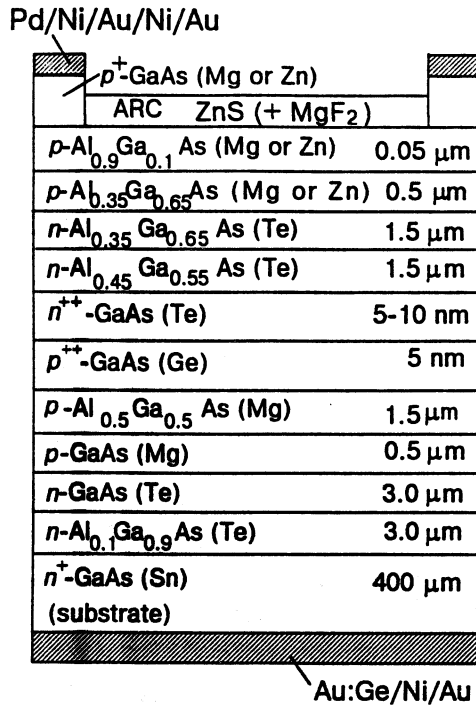 Pd/Ni/Au/Ni/Au
p⁺-GaAs (Mg or Zn)
ARC ZnS (+ MgF₂)
p-Al₀.₉Ga₀.₁ As (Mg or Zn) 0.05 μm
p-Al₀.₃₅Ga₀.₆₅As (Mg or Zn) 0.5 μm
n-Al₀.₃₅ Ga₀.₆₅ As (Te) 1.5 μm
n-Al₀.₄₅ Ga₀.₅₅ As (Te) 1.5 μm
n⁺⁺-GaAs (Te) 5-10 nm
p⁺⁺-GaAs (Ge) 5 nm
p-Al₀.₅Ga₀.₅ As (Mg) 1.5 μm
p-GaAs (Mg) 0.5 μm
n-GaAs (Te) 3.0 μm
n-Al₀.₁Ga₀.₉As (Te) 3.0 μm
n⁺-GaAs (Sn) 400 μm
(substrate)
Au:Ge/Ni/Au